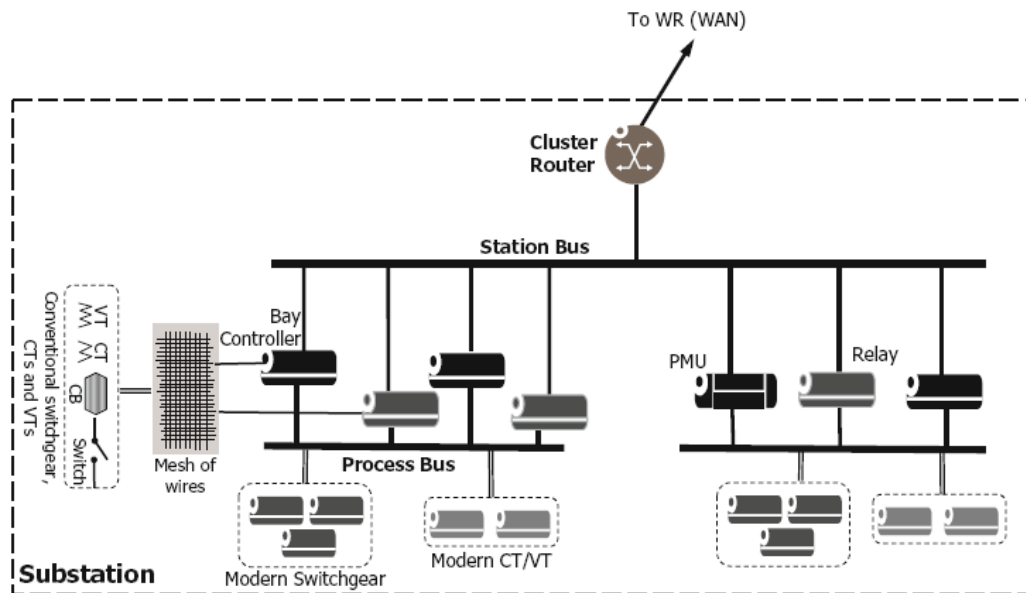 To WR (WAN)
Cluster
Router
Station Bus
Bay
Controller
PMU
Relay
VT
CT
CB
Switch
Conventional switchgear,
CTs and VTs
Mesh of
wires
Process Bus
Modern Switchgear
Modern CT/VT
Substation